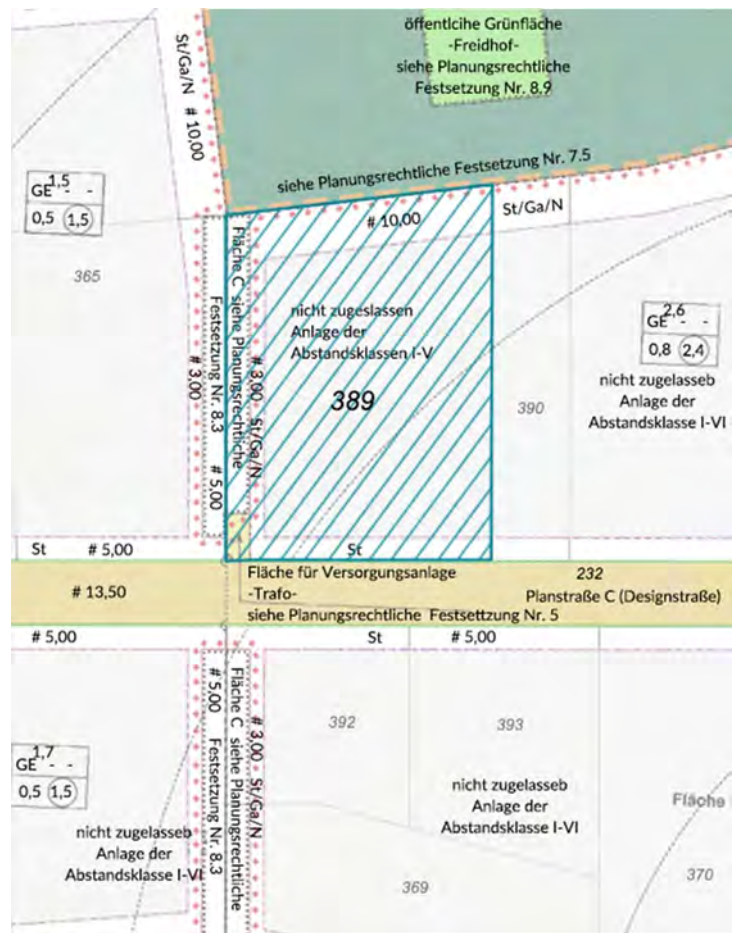 öffentlcihe Grünfläche
-Freidhof-
siehe Planungsrechtliche
Festsetzung Nr. 8.9
St/Ga/N
# 10,00
siehe Planungsrechtliche Festsetzung Nr. 7.5
1,5
GE - -
0,5 1,5
365
# 10,00
St/Ga/N
Fläche C siehe Planungsrechtliche
Festsetzung Nr. 8.3
# 3,00
# 5,00
# 3,00 St/Ga/N
nicht zugeslassen
Anlage der
Abstandsklassen I-V
389
390
2,6
GE - -
0,8 2,4
nicht zugelasseb
Anlage der
Abstandsklasse I-VI
St # 5,00
St
# 13,50
Fläche für Versorgungsanlage
-Trafo-
siehe Planungsrechtliche Festsettzung Nr. 5
232
Planstraße C (Designstraße)
# 5,00
St # 5,00
# 5,00
Festsetzung Nr. 8.3
Fläche C siehe Planungsrechtliche
# 3,00 St/Ga/N
392
393
1,7
GE - -
0,5 1,5
nicht zugelasseb
Anlage der
Abstandsklasse I-VI
nicht zugelasseb
Anlage der
Abstandsklasse I-VI
Fläche
369
370